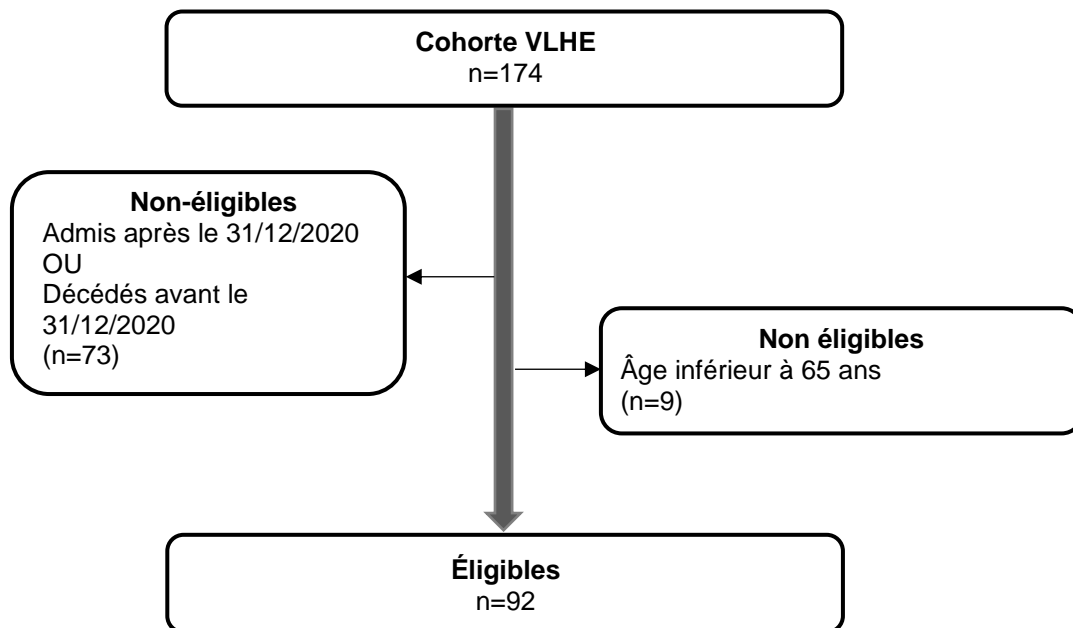 Cohorte VLHE
n=174
Non-éligibles
Admis après le 31/12/2020
OU
Décédés avant le
31/12/2020
(n=73)
Non éligibles
Âge inférieur à 65 ans
(n=9)
Éligibles
n=92